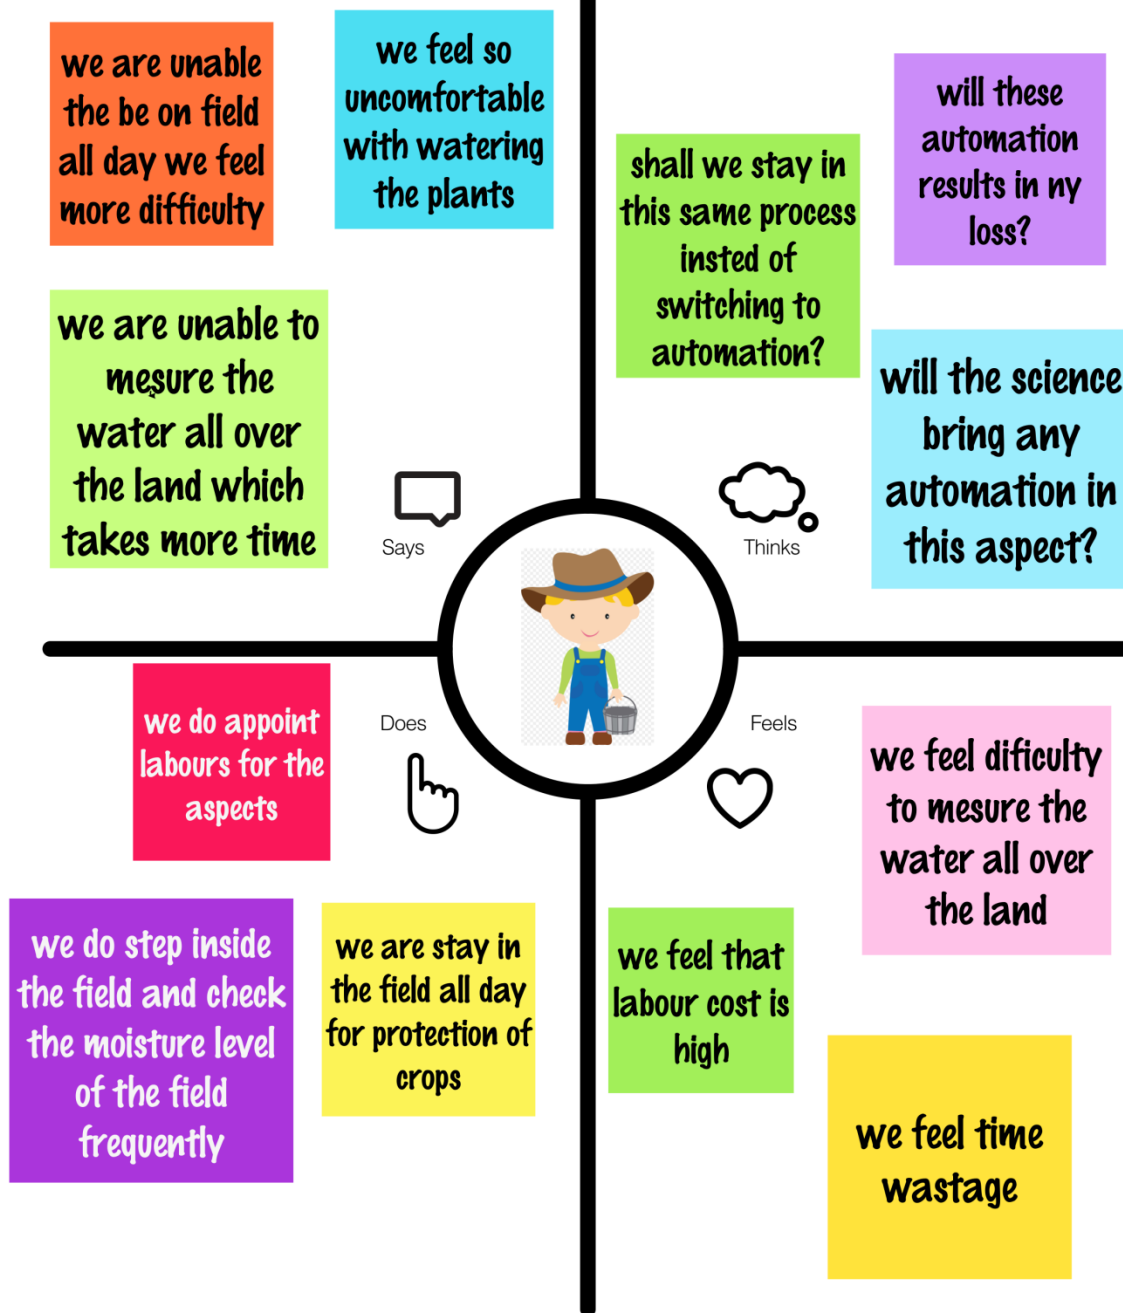 we are unable
the be on field
all day we feel
more difficulty
we feel so
uncomfortable
with watering
the plants
we are unable to
mesure the
water all over
the land which
takes more time
Says
shall we stay in
this same process
insted of
switching to
automation?
will these
automation
results in ny
loss?
will the science
bring any
automation in
this aspect?
Thinks
we do appoint
labours for the
aspects
Does
we do step inside
the field and check
the moisture level
of the field
frequently
we are stay in
the field all day
for protection of
crops
Feels
we feel dificulty
to mesure the
water all over
the land
we feel that
labour cost is
high
we feel time
wastage